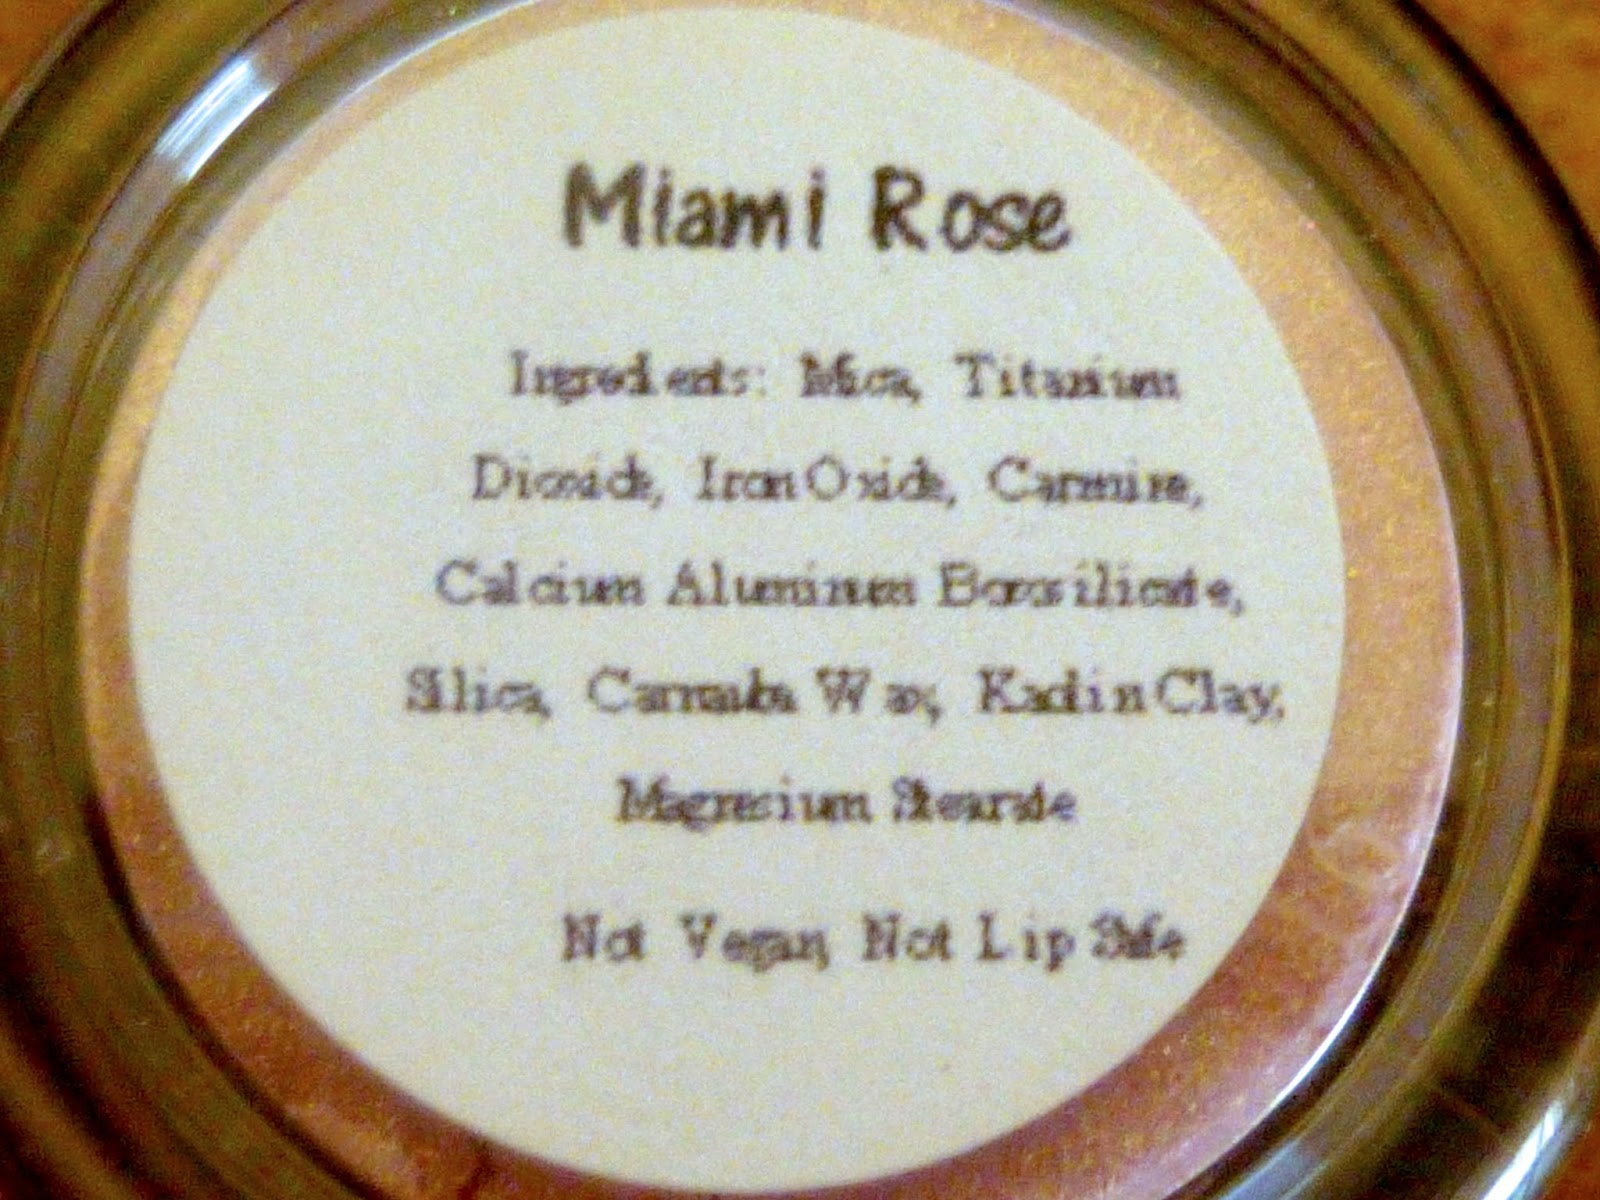 Miami Rose
Ingredients: Mica, Titanium
Dioxide, Iron Oxide, Carmine,
Calcium Aluminum Borosilicate,
Silica, Carnauba Wax, Kaolin Clay,
Magnesium Stearate
Not Vegan, Not Lip Safe